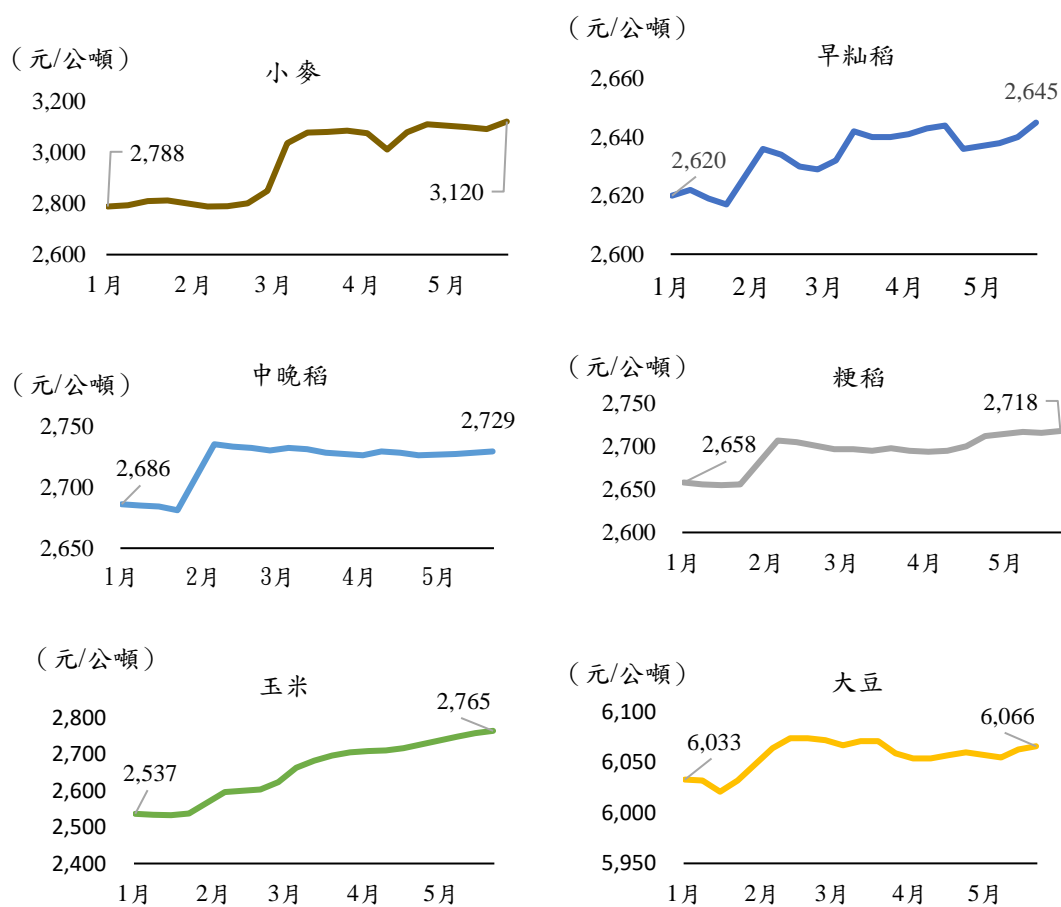 （元/公噸）
小麥
3,200
3,000
2,800
2,600
2,788
3,120
1月 2月 3月 4月 5月
（元/公噸）
早秈稻
2,660
2,640
2,620
2,600
2,620
2,645
1月 2月 3月 4月 5月
（元/公噸）
中晚稻
2,750
2,700
2,650
2,686
2,729
1月 2月 3月 4月 5月
（元/公噸）
粳稻
2,750
2,700
2,650
2,600
2,658
2,718
1月 2月 3月 4月 5月
（元/公噸）
玉米
2,800
2,700
2,600
2,500
2,400
2,537
2,765
1月 2月 3月 4月 5月
（元/公噸）
大豆
6,100
6,050
6,000
5,950
6,033
6,066
1月 2月 3月 4月 5月